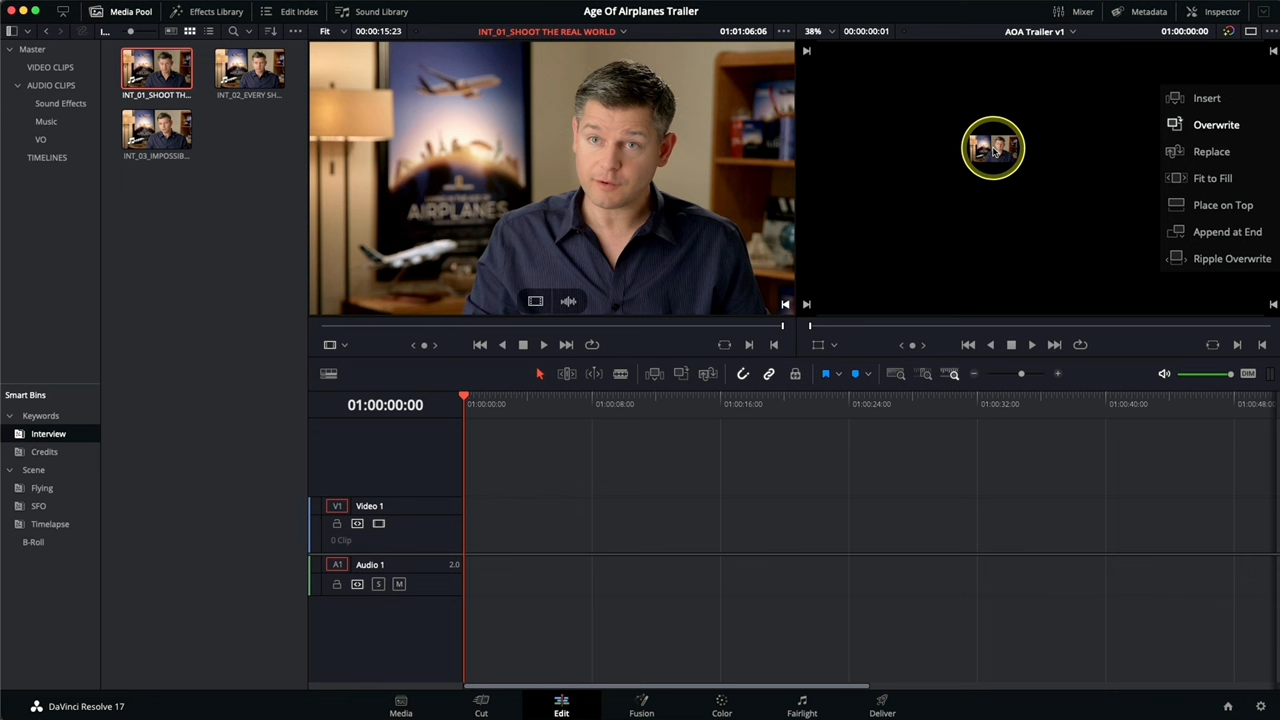 Media Pool
Effects Library
Edit Index
Sound Library
Age Of Airplanes Trailer
Mixer
Metadata
Inspector
I...
Fit
00:00:15:23
INT_01_SHOOT THE REAL WORLD
01:01:06:06
38%
00:00:00:01
AOA Trailer v1
01:00:00:00
Master
VIDEO CLIPS
AUDIO CLIPS
Sound Effects
Music
VO
TIMELINES
INT_01_SHOOT TH...
INT_02_EVERY SH...
INT_03_IMPOSSIB...
AIRPLANES
Insert
Overwrite
Replace
Fit to Fill
Place on Top
Append at End
Ripple Overwrite
DIM
Smart Bins
Keywords
Interview
Credits
Scene
Flying
SFO
Timelapse
B-Roll
01:00:00:00
01:00:00:00
01:00:08:00
01:00:16:00
01:00:24:00
01:00:32:00
01:00:40:00
01:00:48:00
V1
Video 1
0 Clip
A1
Audio 1
2.0
S
M
DaVinci Resolve 17
Media
Cut
Edit
Fusion
Color
Fairlight
Deliver